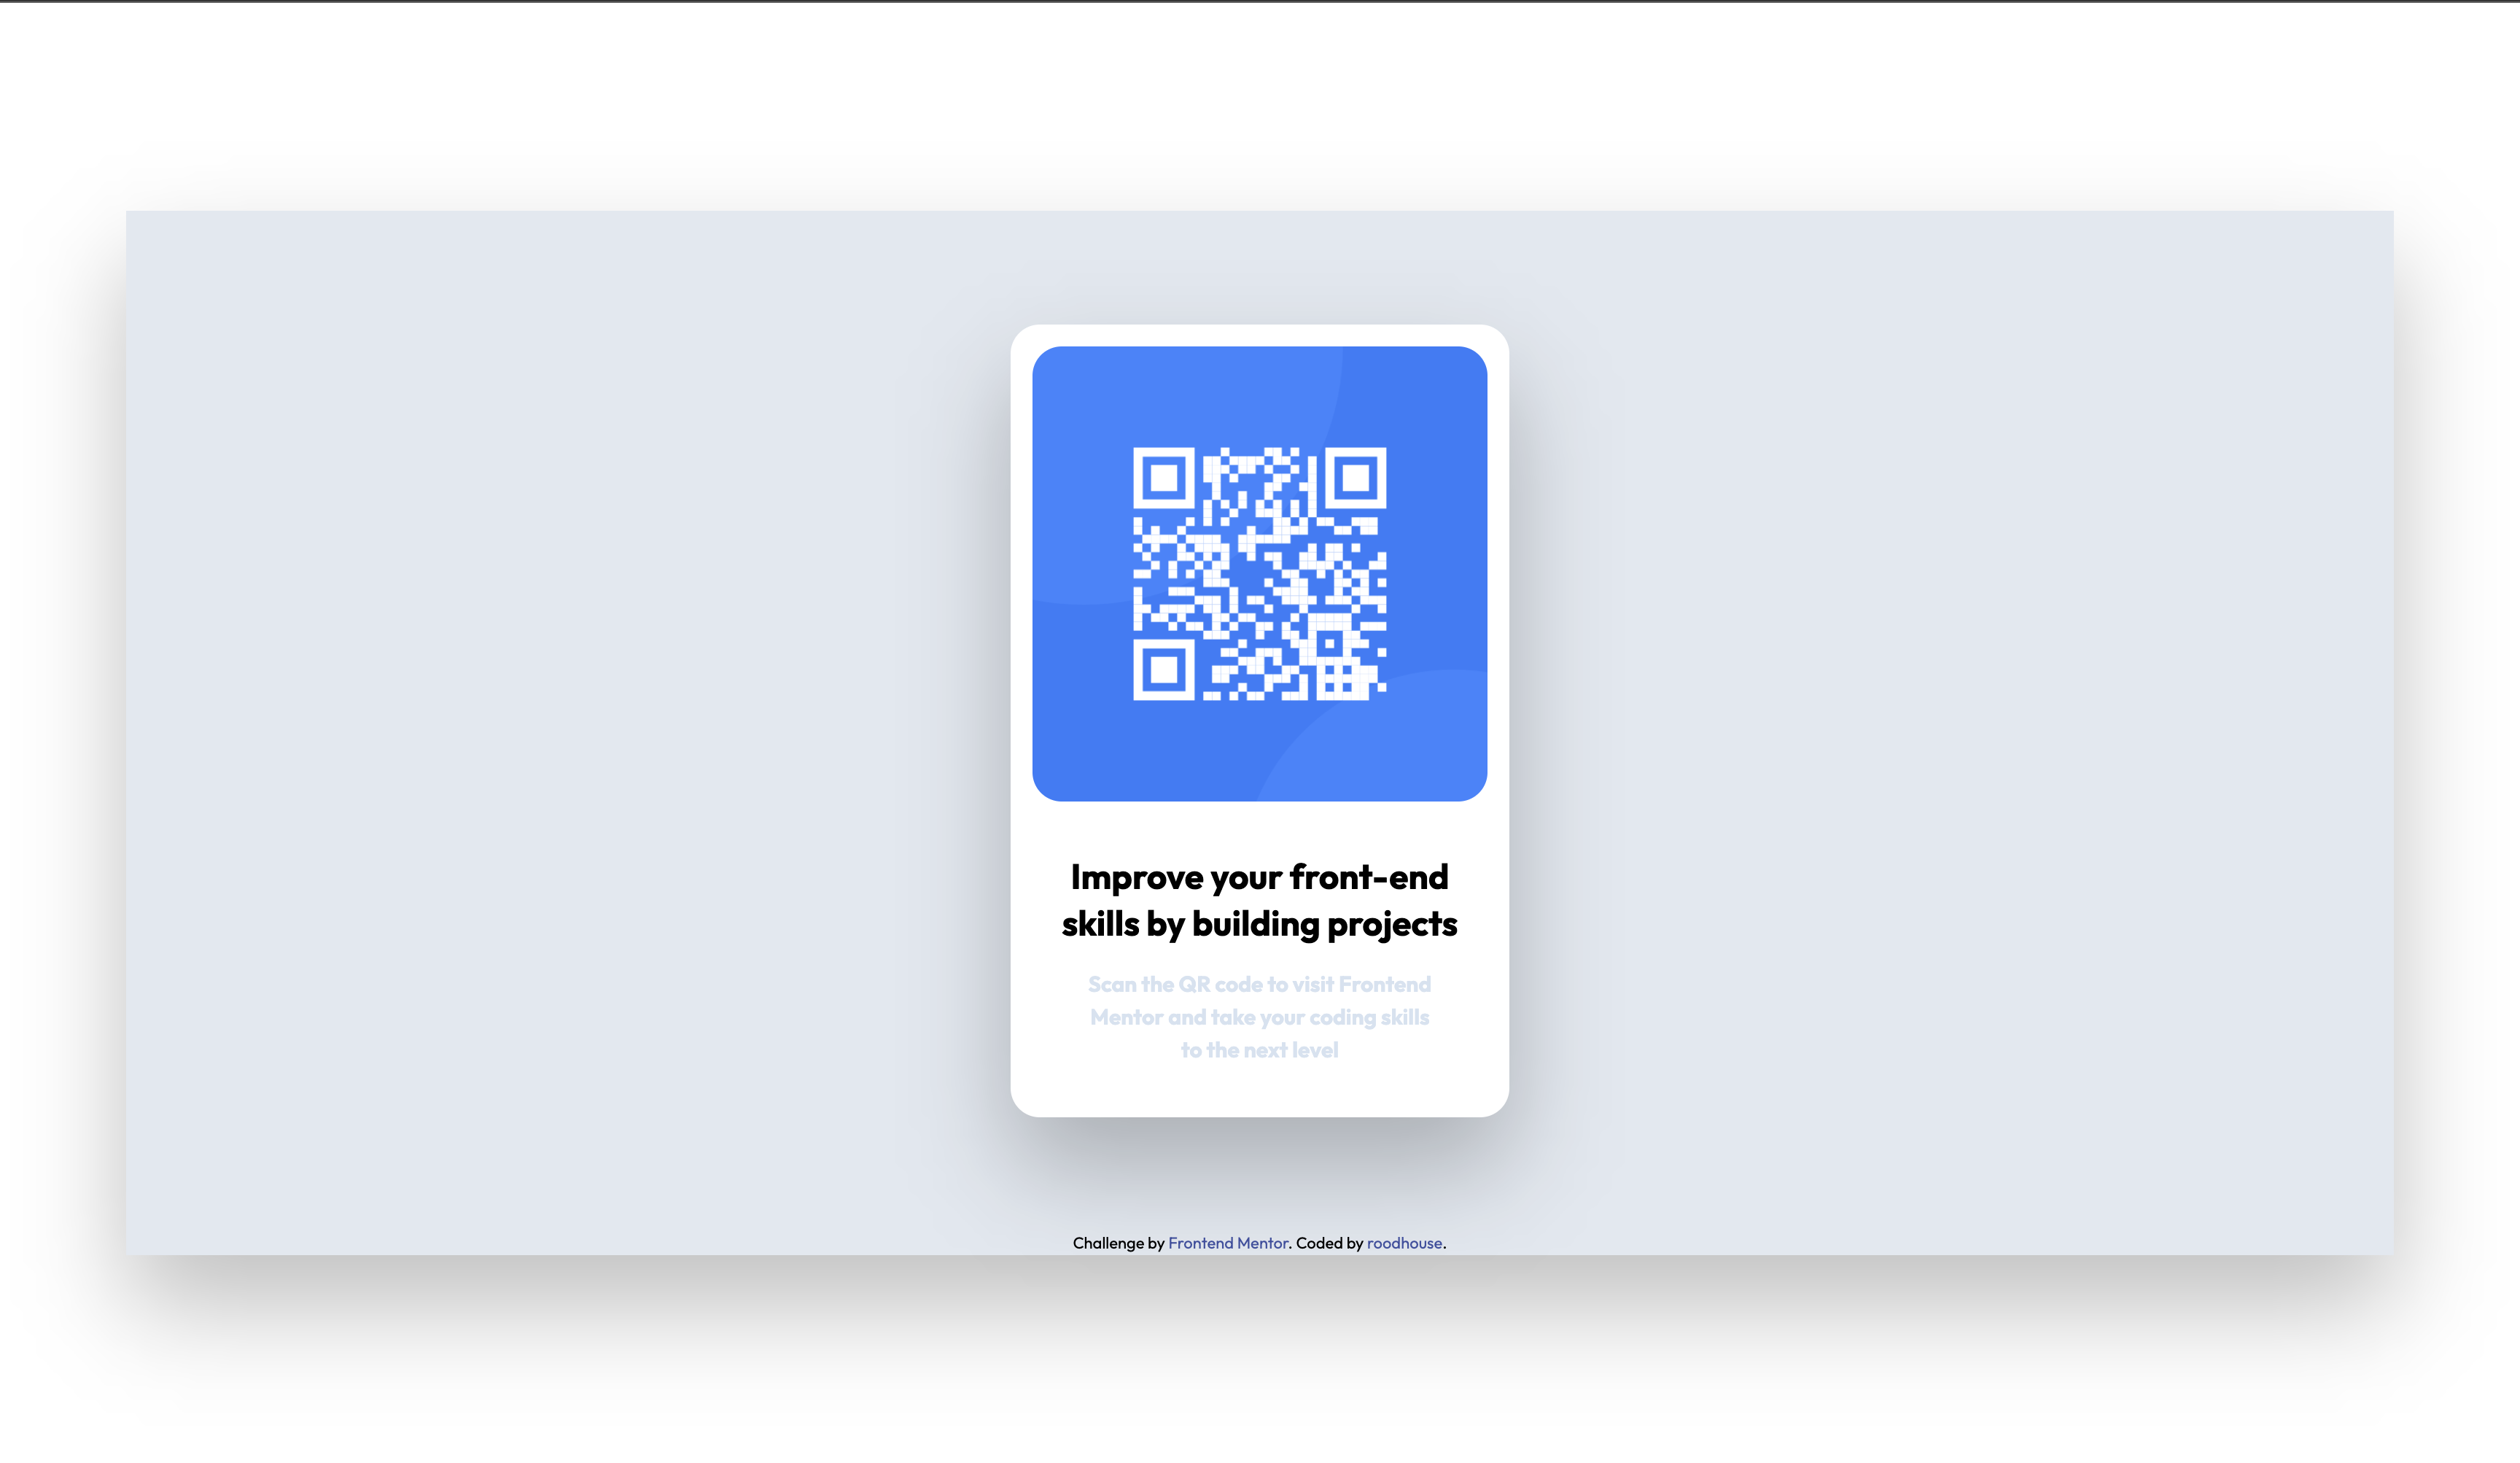 Improve your front-end
skills by building projects
Scan the QR code to visit Frontend
Mentor and take your coding skills
to the next level
Challenge by Frontend Mentor. Coded by roodhouse.